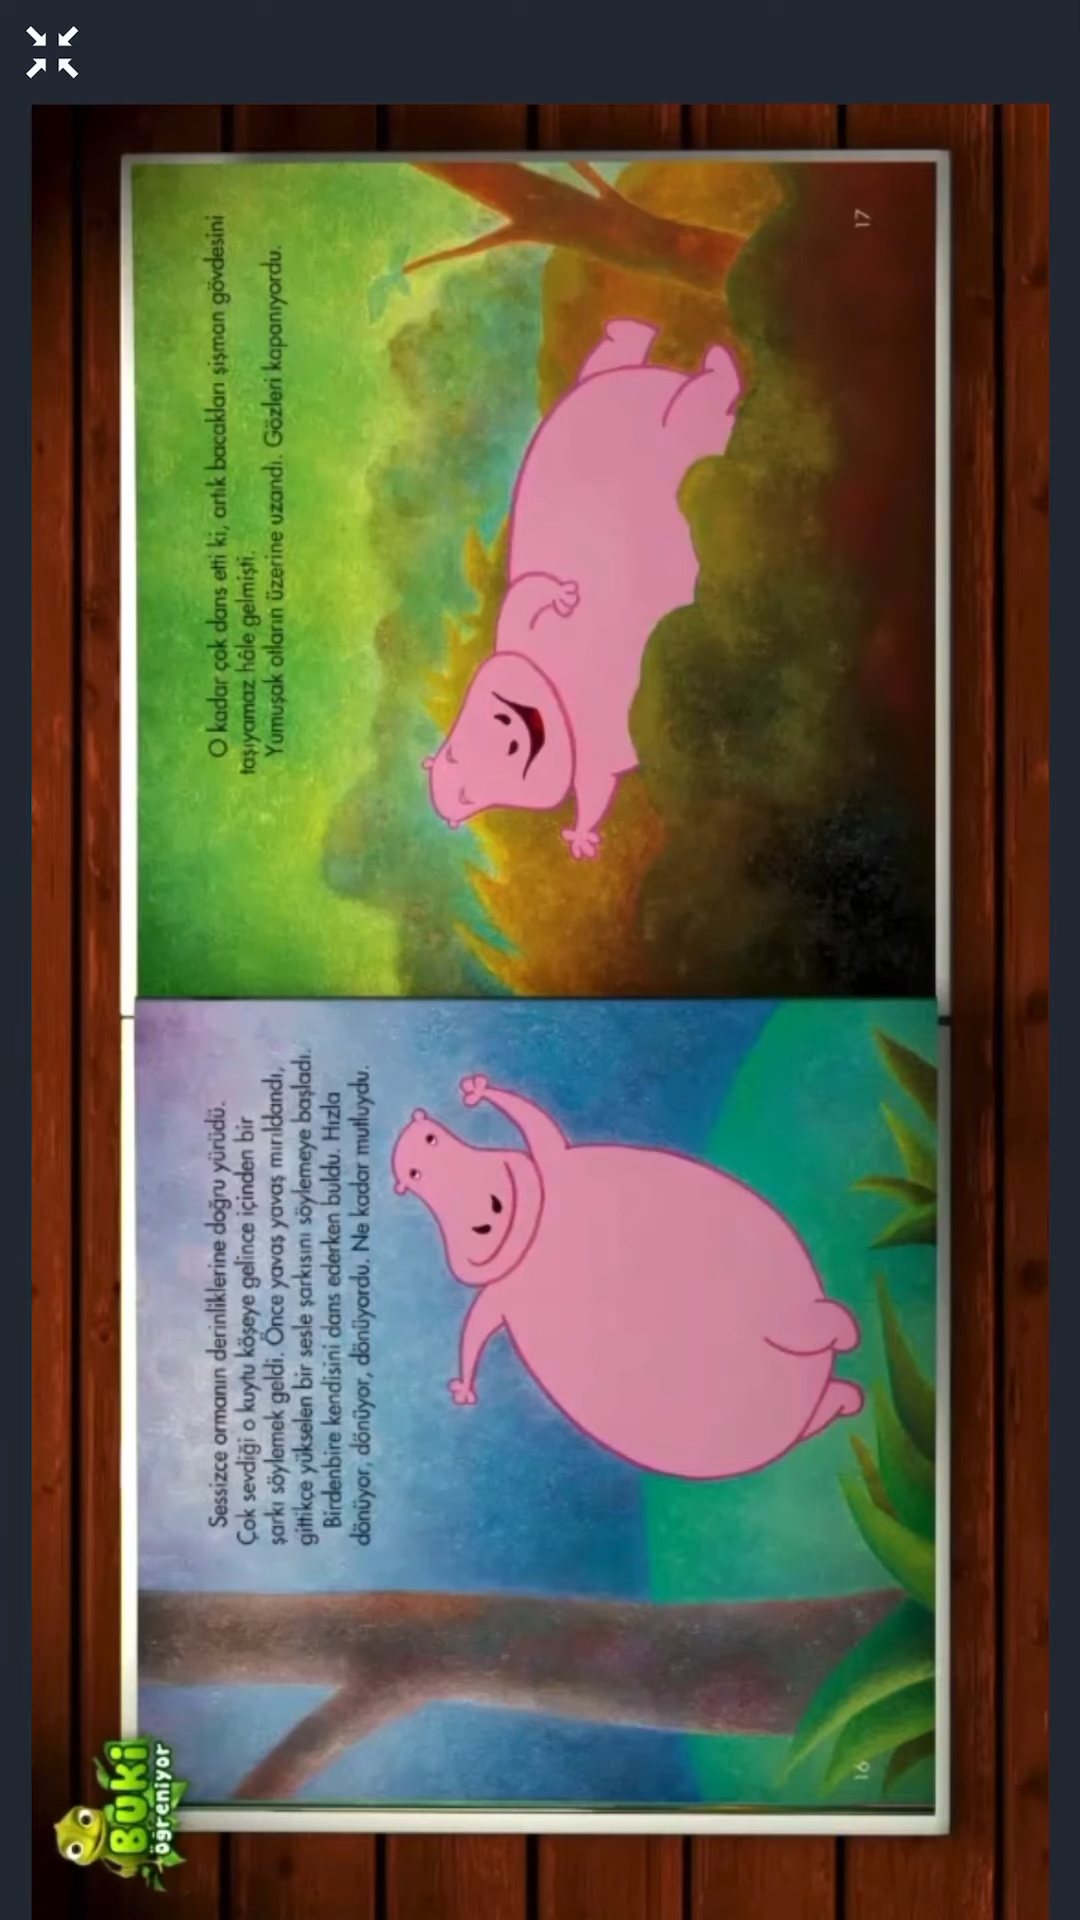 Sessizce ormanın derinliklerine doğru yürüdü.
Çok sevdiği o kuytu köşeye gelince içinden bir
şarkı söylemek geldi. Önce yavaş yavaş mırıldandı,
gittikçe yükselen bir sesle şarkısını söylemeye başladı.
Birdenbire kendisini dans ederken buldu. Hızla
dönüyor, dönüyor, dönüyordu. Ne kadar mutluydu.
16
O kadar çok dans etti ki, artık bacakları şişman gövdesini
taşıyamaz hâle gelmişti.
Yumuşak otların üzerine uzandı. Gözleri kapanıyordu.
17
BUKi
öğreniyor